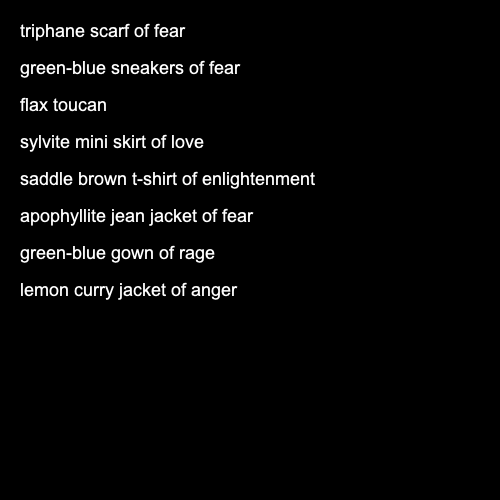 triphane scarf of fear
green-blue sneakers of fear
flax toucan
sylvite mini skirt of love
saddle brown t-shirt of enlightenment
apophyllite jean jacket of fear
green-blue gown of rage
lemon curry jacket of anger